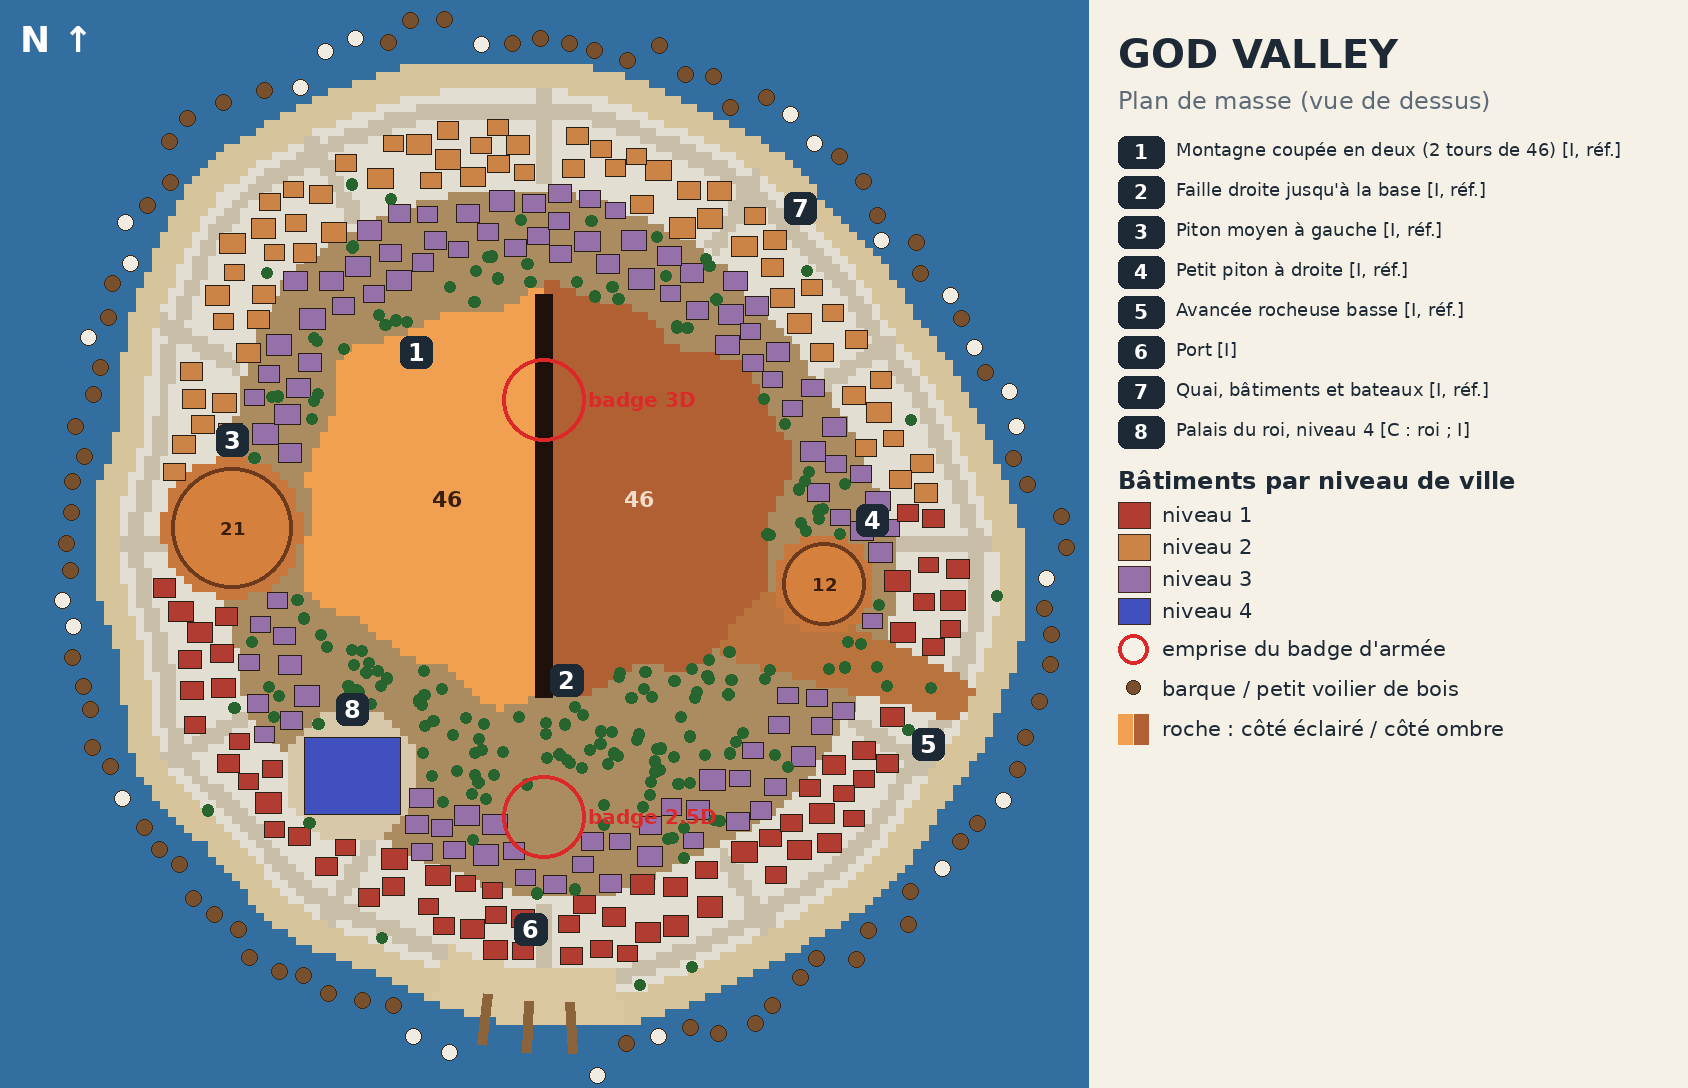 N ↑
7
1
badge 3D
3
46
46
4
21
12
2
8
5
badge 2.5D
6
GOD VALLEY
Plan de masse (vue de dessus)
1 Montagne coupée en deux (2 tours de 46) [I, réf.]
2 Faille droite jusqu'à la base [I, réf.]
3 Piton moyen à gauche [I, réf.]
4 Petit piton à droite [I, réf.]
5 Avancée rocheuse basse [I, réf.]
6 Port [I]
7 Quai, bâtiments et bateaux [I, réf.]
8 Palais du roi, niveau 4 [C : roi ; I]
Bâtiments par niveau de ville
niveau 1
niveau 2
niveau 3
niveau 4
emprise du badge d'armée
barque / petit voilier de bois
roche : côté éclairé / côté ombre